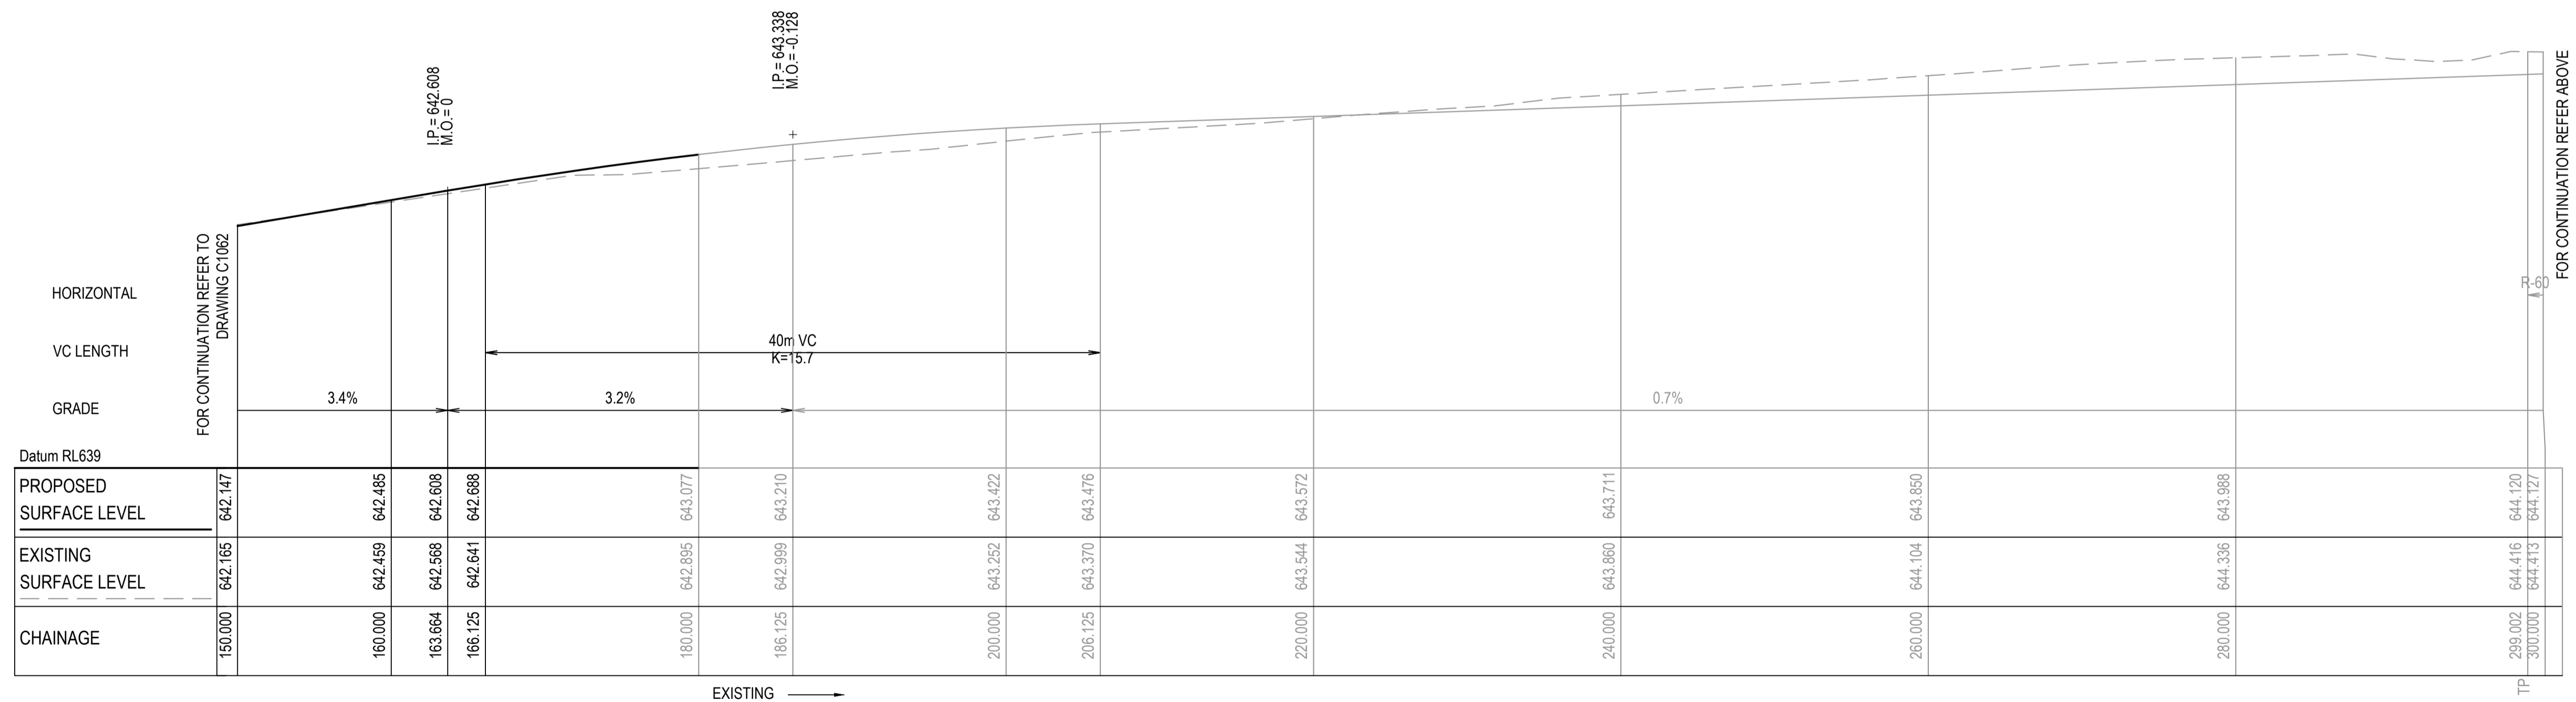 I.P.= 642.608
M.O.= 0
I.P.= 643.338
M.O.= -0.128
FOR CONTINUATION REFER TO
DRAWING C1062
FOR CONTINUATION REFER ABOVE
HORIZONTAL
R-60
VC LENGTH
40m VC
K=15.7
GRADE
3.4%
3.2%
0.7%
Datum RL639
PROPOSED
SURFACE LEVEL
642.147
642.485
642.608
642.688
643.077
643.210
643.422
643.476
643.572
643.711
643.850
643.988
644.120
644.127
EXISTING
SURFACE LEVEL
642.165
642.459
642.568
642.641
642.895
642.999
643.252
643.370
643.544
643.860
644.104
644.336
644.416
644.413
CHAINAGE
150.000
160.000
163.664
166.125
180.000
186.125
200.000
206.125
220.000
240.000
260.000
280.000
299.002
300.000
EXISTING
TP